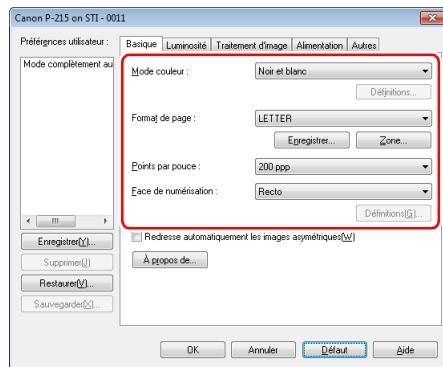 Canon P-215 on STI - 0011
Préférences utilisateur :
Mode complètement au
Enregistrer(Y)...
Supprimer(J)
Restaurer(V)...
Sauvegarder(X)...
Basique
Luminosité
Traitement d'image
Alimentation
Autres
Mode couleur :
Noir et blanc
Définitions...
Format de page :
LETTER
Enregistrer...
Zone...
Points par pouce :
200 ppp
Face de numérisation :
Recto
Définitions(G)...
Redresse automatiquement les images asymétriques(W)
À propos de...
OK
Annuler
Défaut
Aide